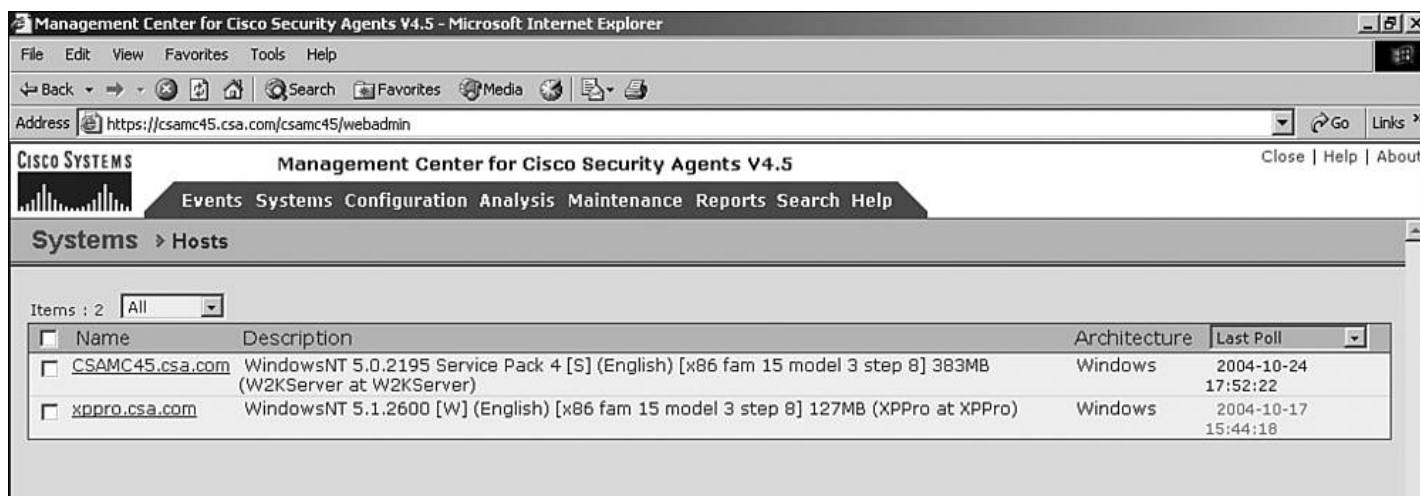 Management Center for Cisco Security Agents V4.5 - Microsoft Internet Explorer
File Edit View Favorites Tools Help
Back Search Favorites Media
Address https://csamc45.csa.com/csamc45/webadmin Go Links »
CISCO SYSTEMS
Management Center for Cisco Security Agents V4.5
Close | Help | About
Events Systems Configuration Analysis Maintenance Reports Search Help
Systems > Hosts
Items : 2 All
Name Description Architecture Last Poll
CSAMC45.csa.com WindowsNT 5.0.2195 Service Pack 4 [S] (English) [x86 fam 15 model 3 step 8] 383MB Windows 2004-10-24
(W2KServer at W2KServer) 17:52:22
xppro.csa.com WindowsNT 5.1.2600 [W] (English) [x86 fam 15 model 3 step 8] 127MB (XPPro at XPPro) Windows 2004-10-17
15:44:18